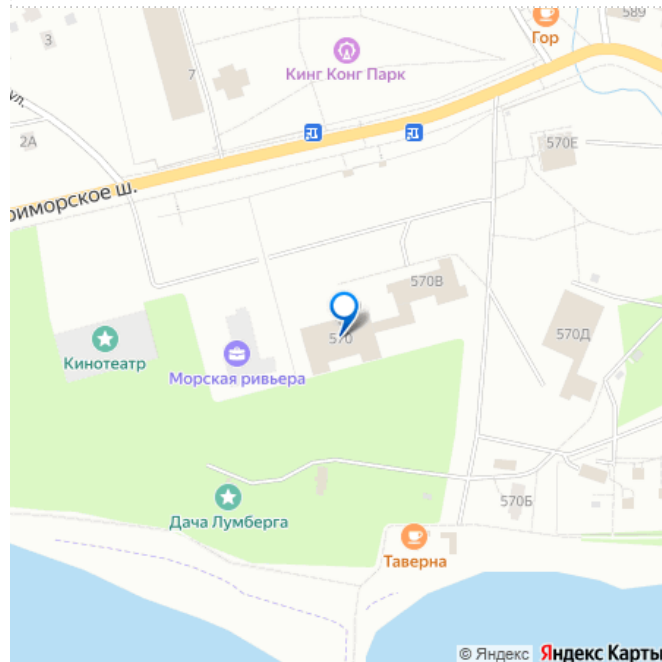 589
Гор
3
7
Кинг Конг Парк
ул.
2А
570Е
риморское ш.
570В
570
570Д
Кинотеатр
Морская ривьера
570Б
Дача Лумберга
Таверна
© Яндекс Яндекс Карты